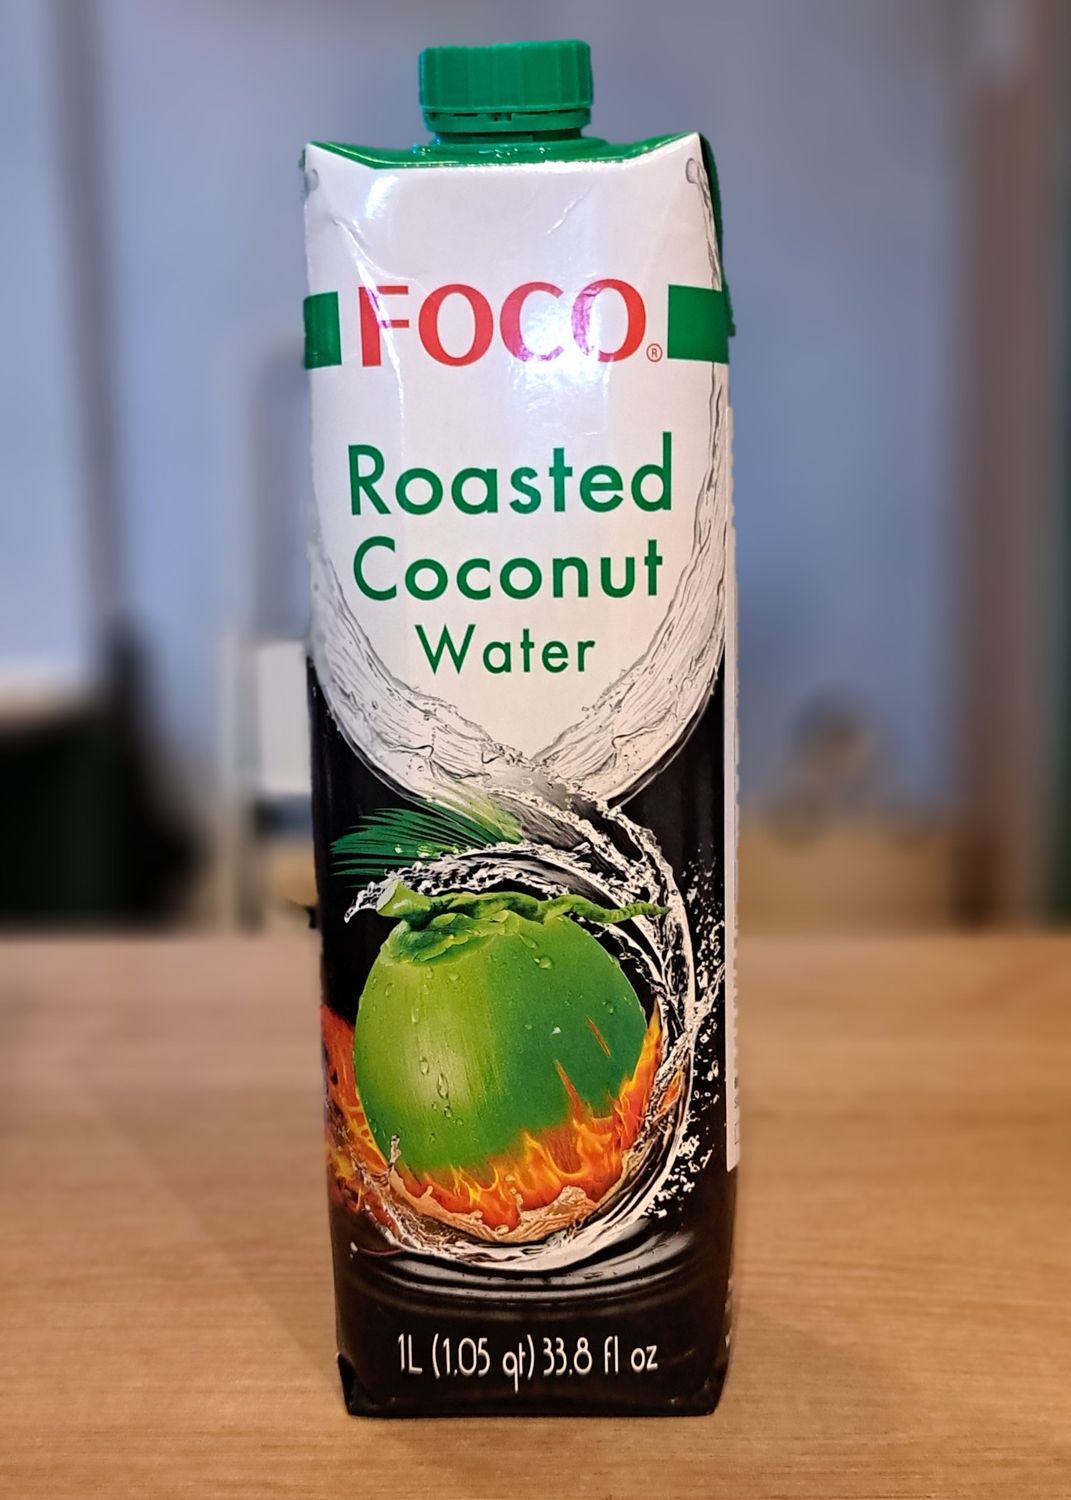 FOCO®
Roasted
Coconut
Water
1L (1.05 qt) 33.8 fl oz